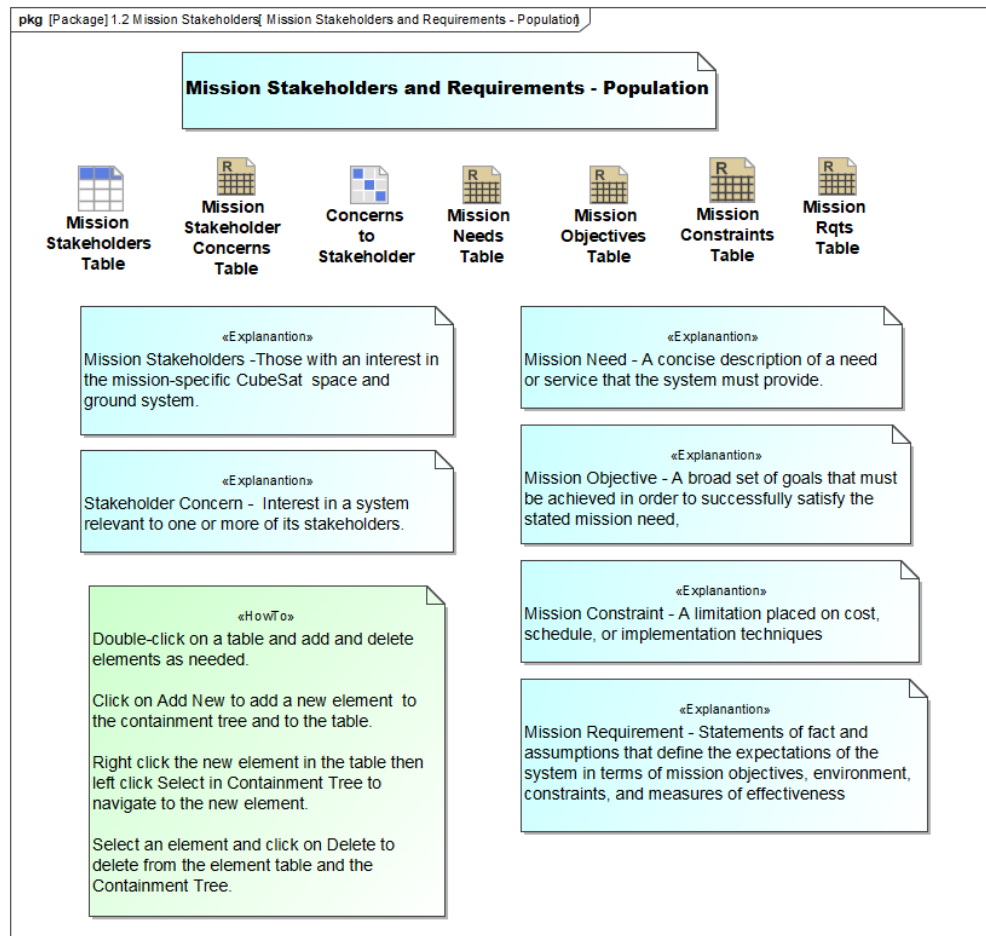 pkg [Package] 1.2 Mission Stakeholders[ Mission Stakeholders and Requirements - Population]
Mission Stakeholders and Requirements - Population
Mission
Stakeholders
Table
R
Mission
Stakeholder
Concerns
Table
Concerns
to
Stakeholder
R
Mission
Needs
Table
R
Mission
Objectives
Table
R
Mission
Constraints
Table
R
Mission
Rqts
Table
«Explanantion»
Mission Stakeholders -Those with an interest in
the mission-specific CubeSat space and
ground system.
«Explanantion»
Stakeholder Concern - Interest in a system
relevant to one or more of its stakeholders.
«HowTo»
Double-click on a table and add and delete
elements as needed.
Click on Add New to add a new element to
the containment tree and to the table.
Right click the new element in the table then
left click Select in Containment Tree to
navigate to the new element.
Select an element and click on Delete to
delete from the element table and the
Containment Tree.
«Explanantion»
Mission Need - A concise description of a need
or service that the system must provide.
«Explanantion»
Mission Objective - A broad set of goals that must
be achieved in order to successfully satisfy the
stated mission need,
«Explanantion»
Mission Constraint - A limitation placed on cost,
schedule, or implementation techniques
«Explanantion»
Mission Requirement - Statements of fact and
assumptions that define the expectations of the
system in terms of mission objectives, environment,
constraints, and measures of effectiveness